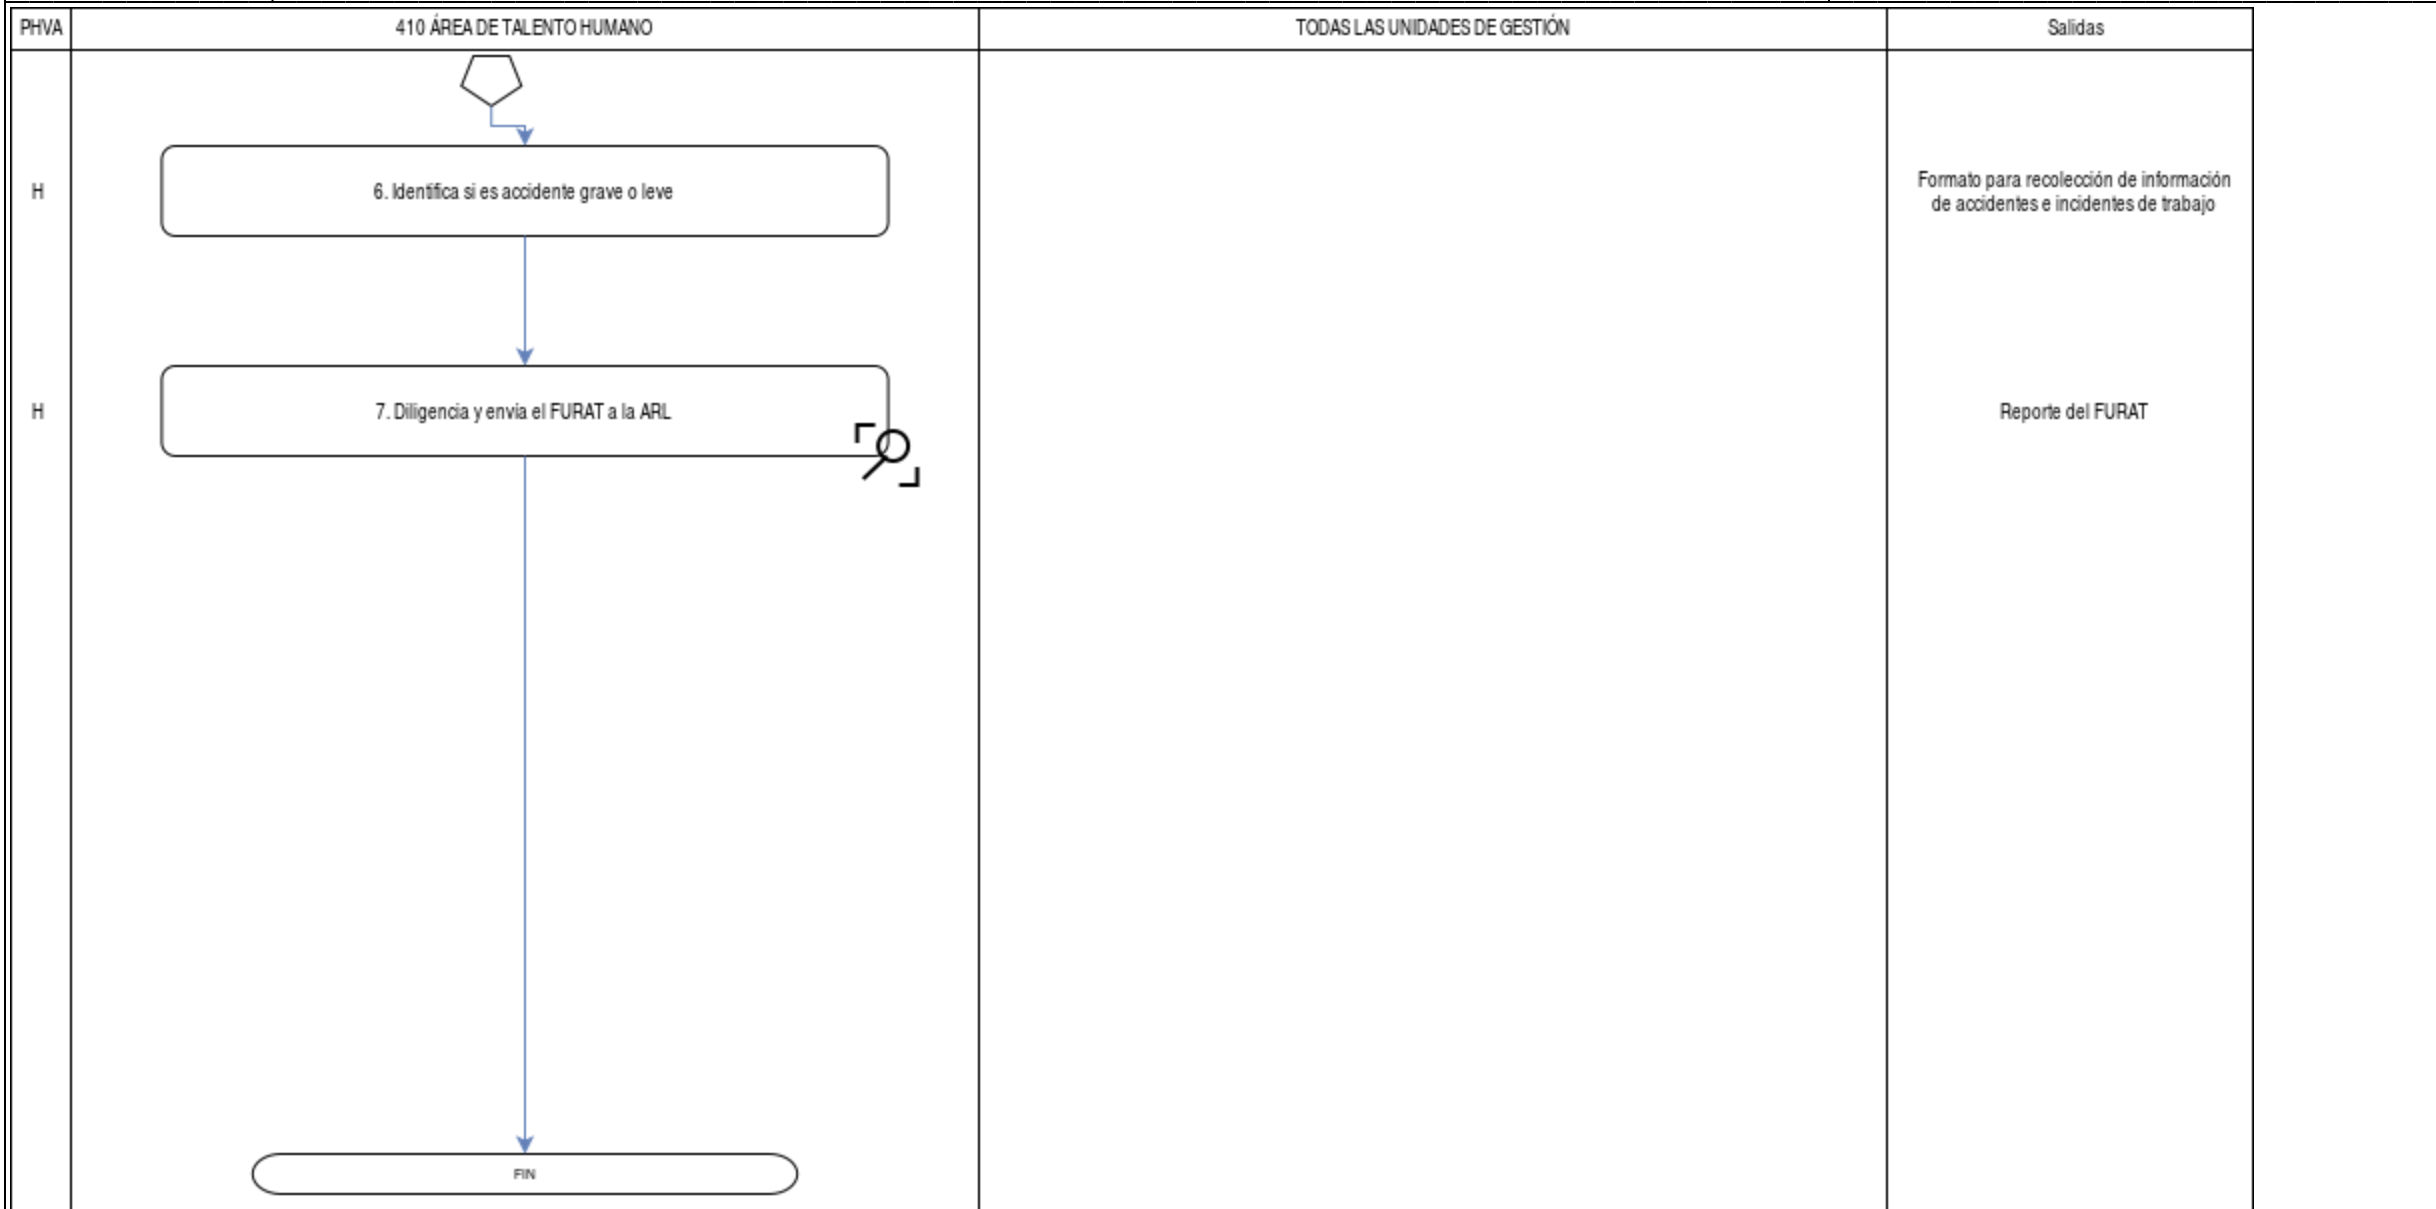 PHVA
410 ÁREA DE TALENTO HUMANO
TODAS LAS UNIDADES DE GESTIÓN
Salidas
H
6. Identifica si es accidente grave o leve
Formato para recolección de información
de accidentes e incidentes de trabajo
H
7. Diligencia y envía el FURAT a la ARL
Reporte del FURAT
FIN